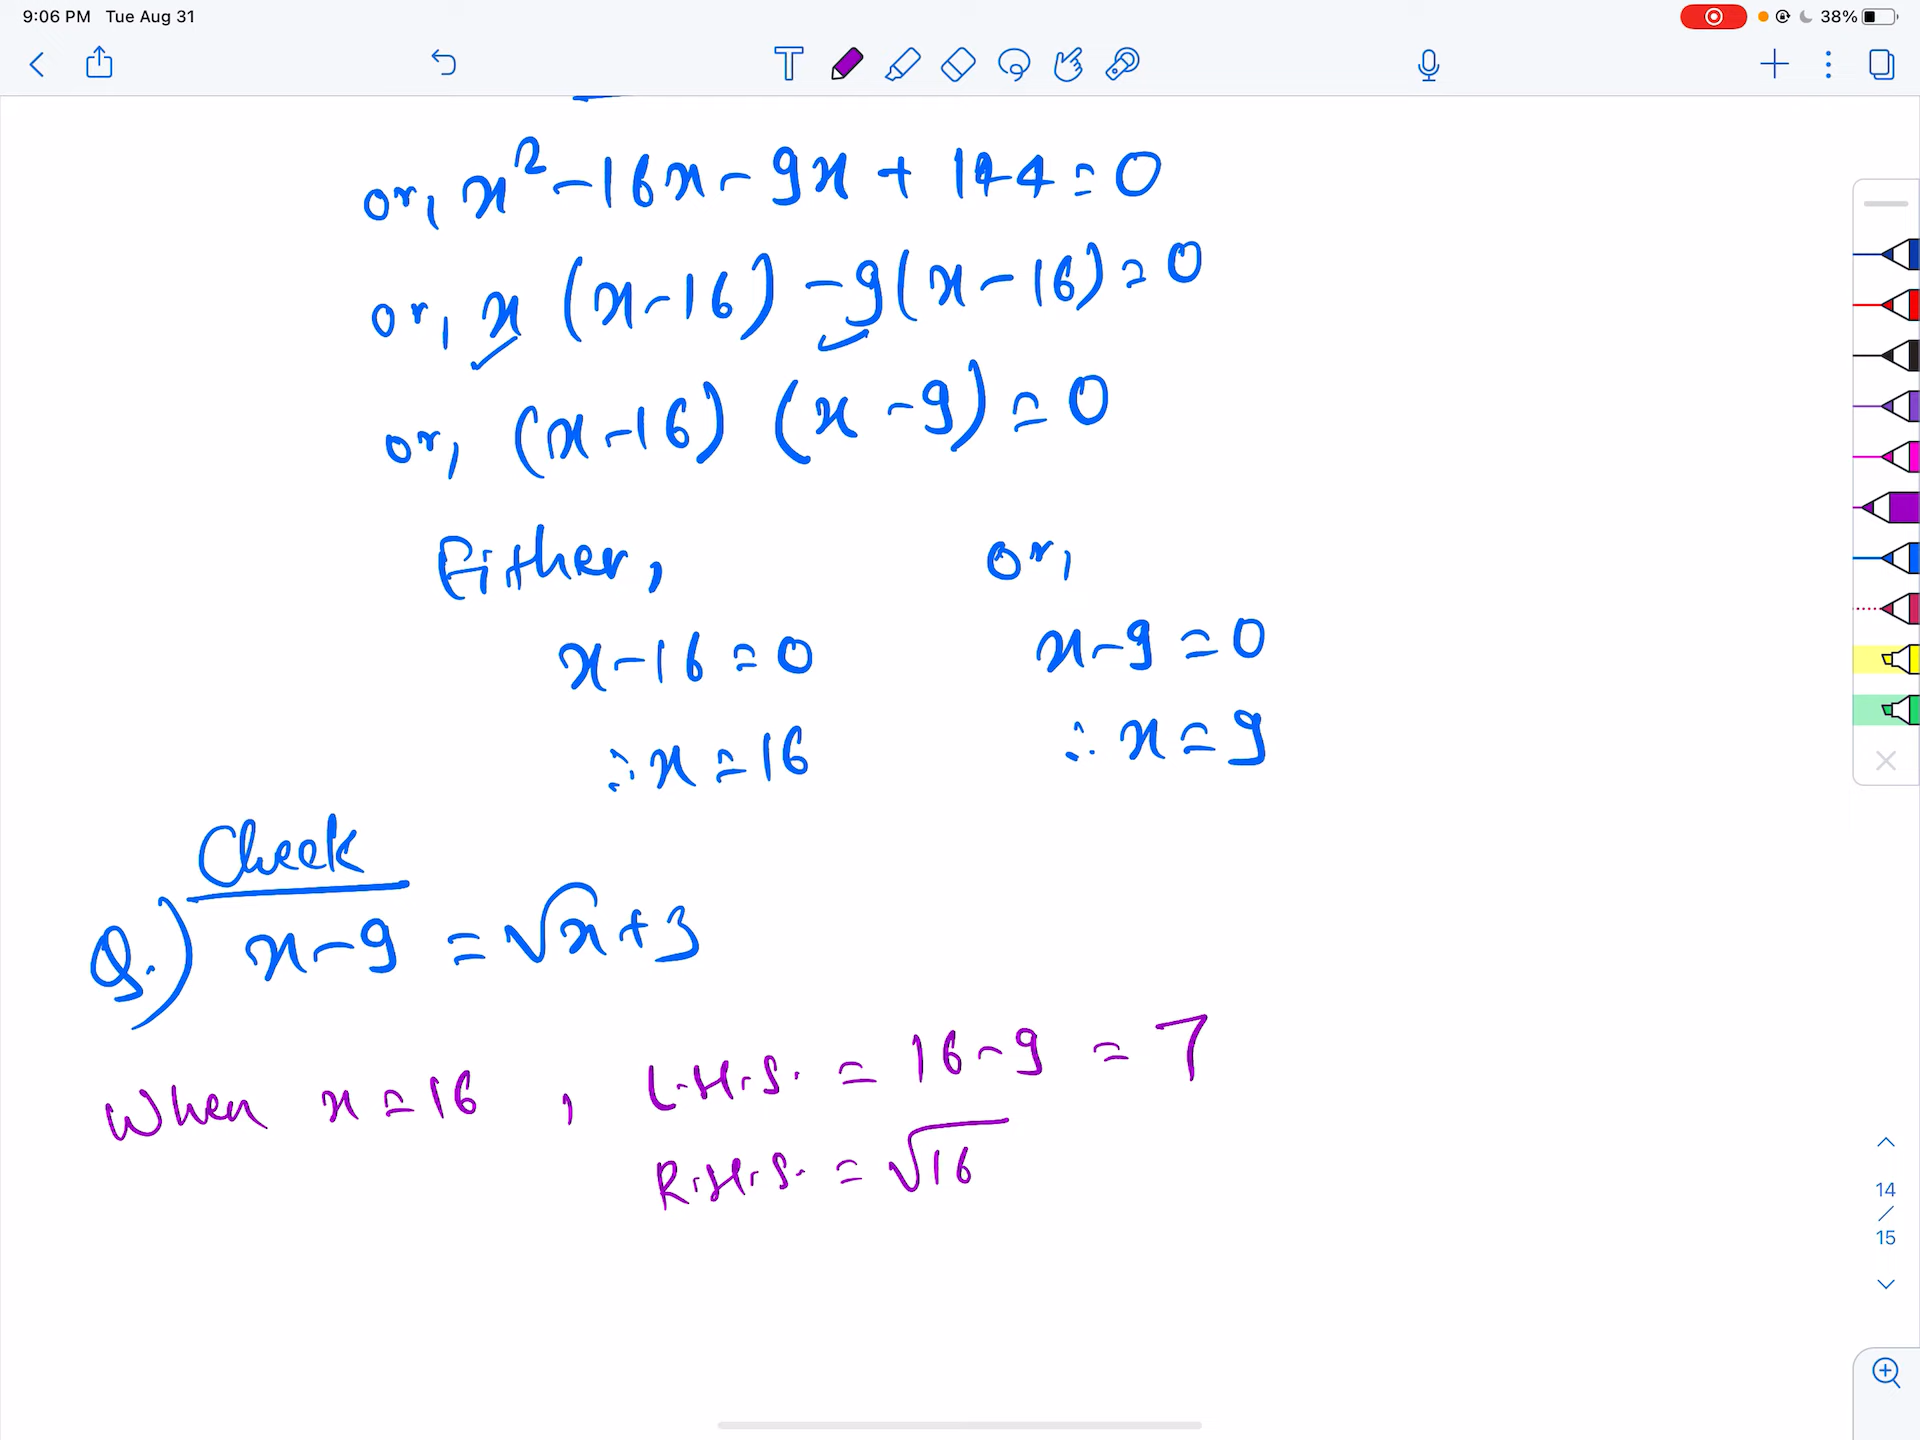 9:06 PM Tue Aug 31
38%
or, x² - 16x - 9x + 144 = 0
or, x (x-16) - 9(x-16) = 0
or, (x-16) (x-9) = 0
Either, or,
x-16 = 0 x-9 = 0
∴ x = 16 ∴ x = 9
Check
Q.) x-9 = √x + 3
When x = 16 , L.H.S. = 16-9 = 7
R.H.S. = √16
14
/
15